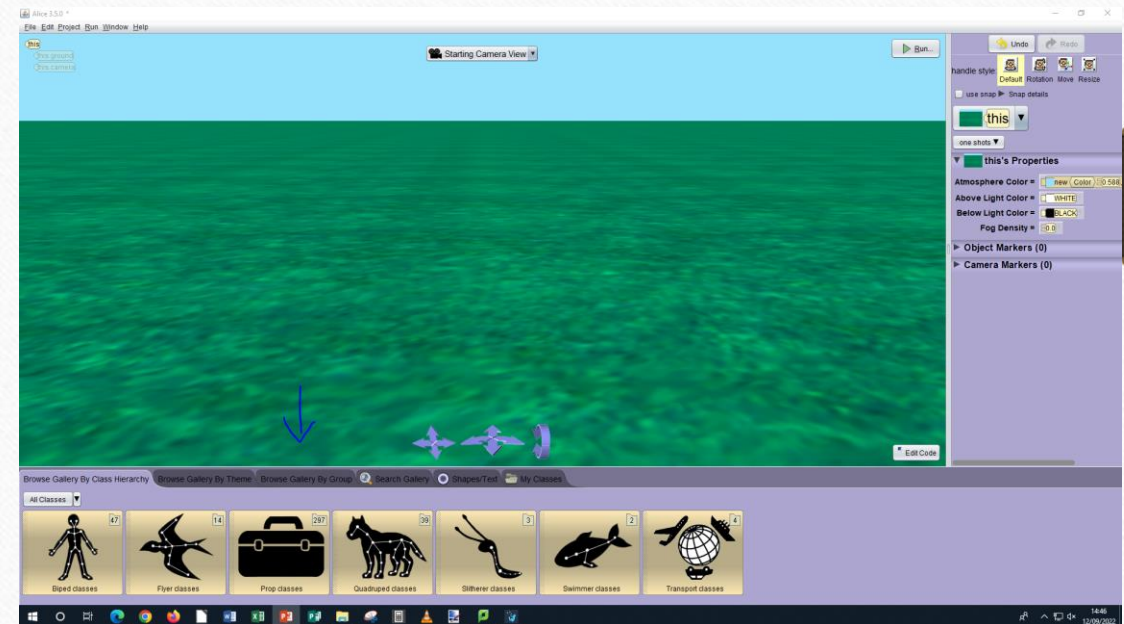 Alice 3.5.0 *
File Edit Project Run Window Help
this
this.ground
this.camera
Starting Camera View
Run...
Undo Redo
handle style:
Default Rotation Move Resize
use snap Snap details
this
one shots
this's Properties
Atmosphere Color = new Color 0.588
Above Light Color = WHITE
Below Light Color = BLACK
Fog Density = 0.0
Object Markers (0)
Camera Markers (0)
Edit Code
Browse Gallery By Class Hierarchy Browse Gallery By Theme Browse Gallery By Group Search Gallery Shapes/Text My Classes
All Classes
47 14 297 39 3 2 4
Biped classes Flyer classes Prop classes Quadruped classes Slitherer classes Swimmer classes Transport classes
14:46
12/09/2022